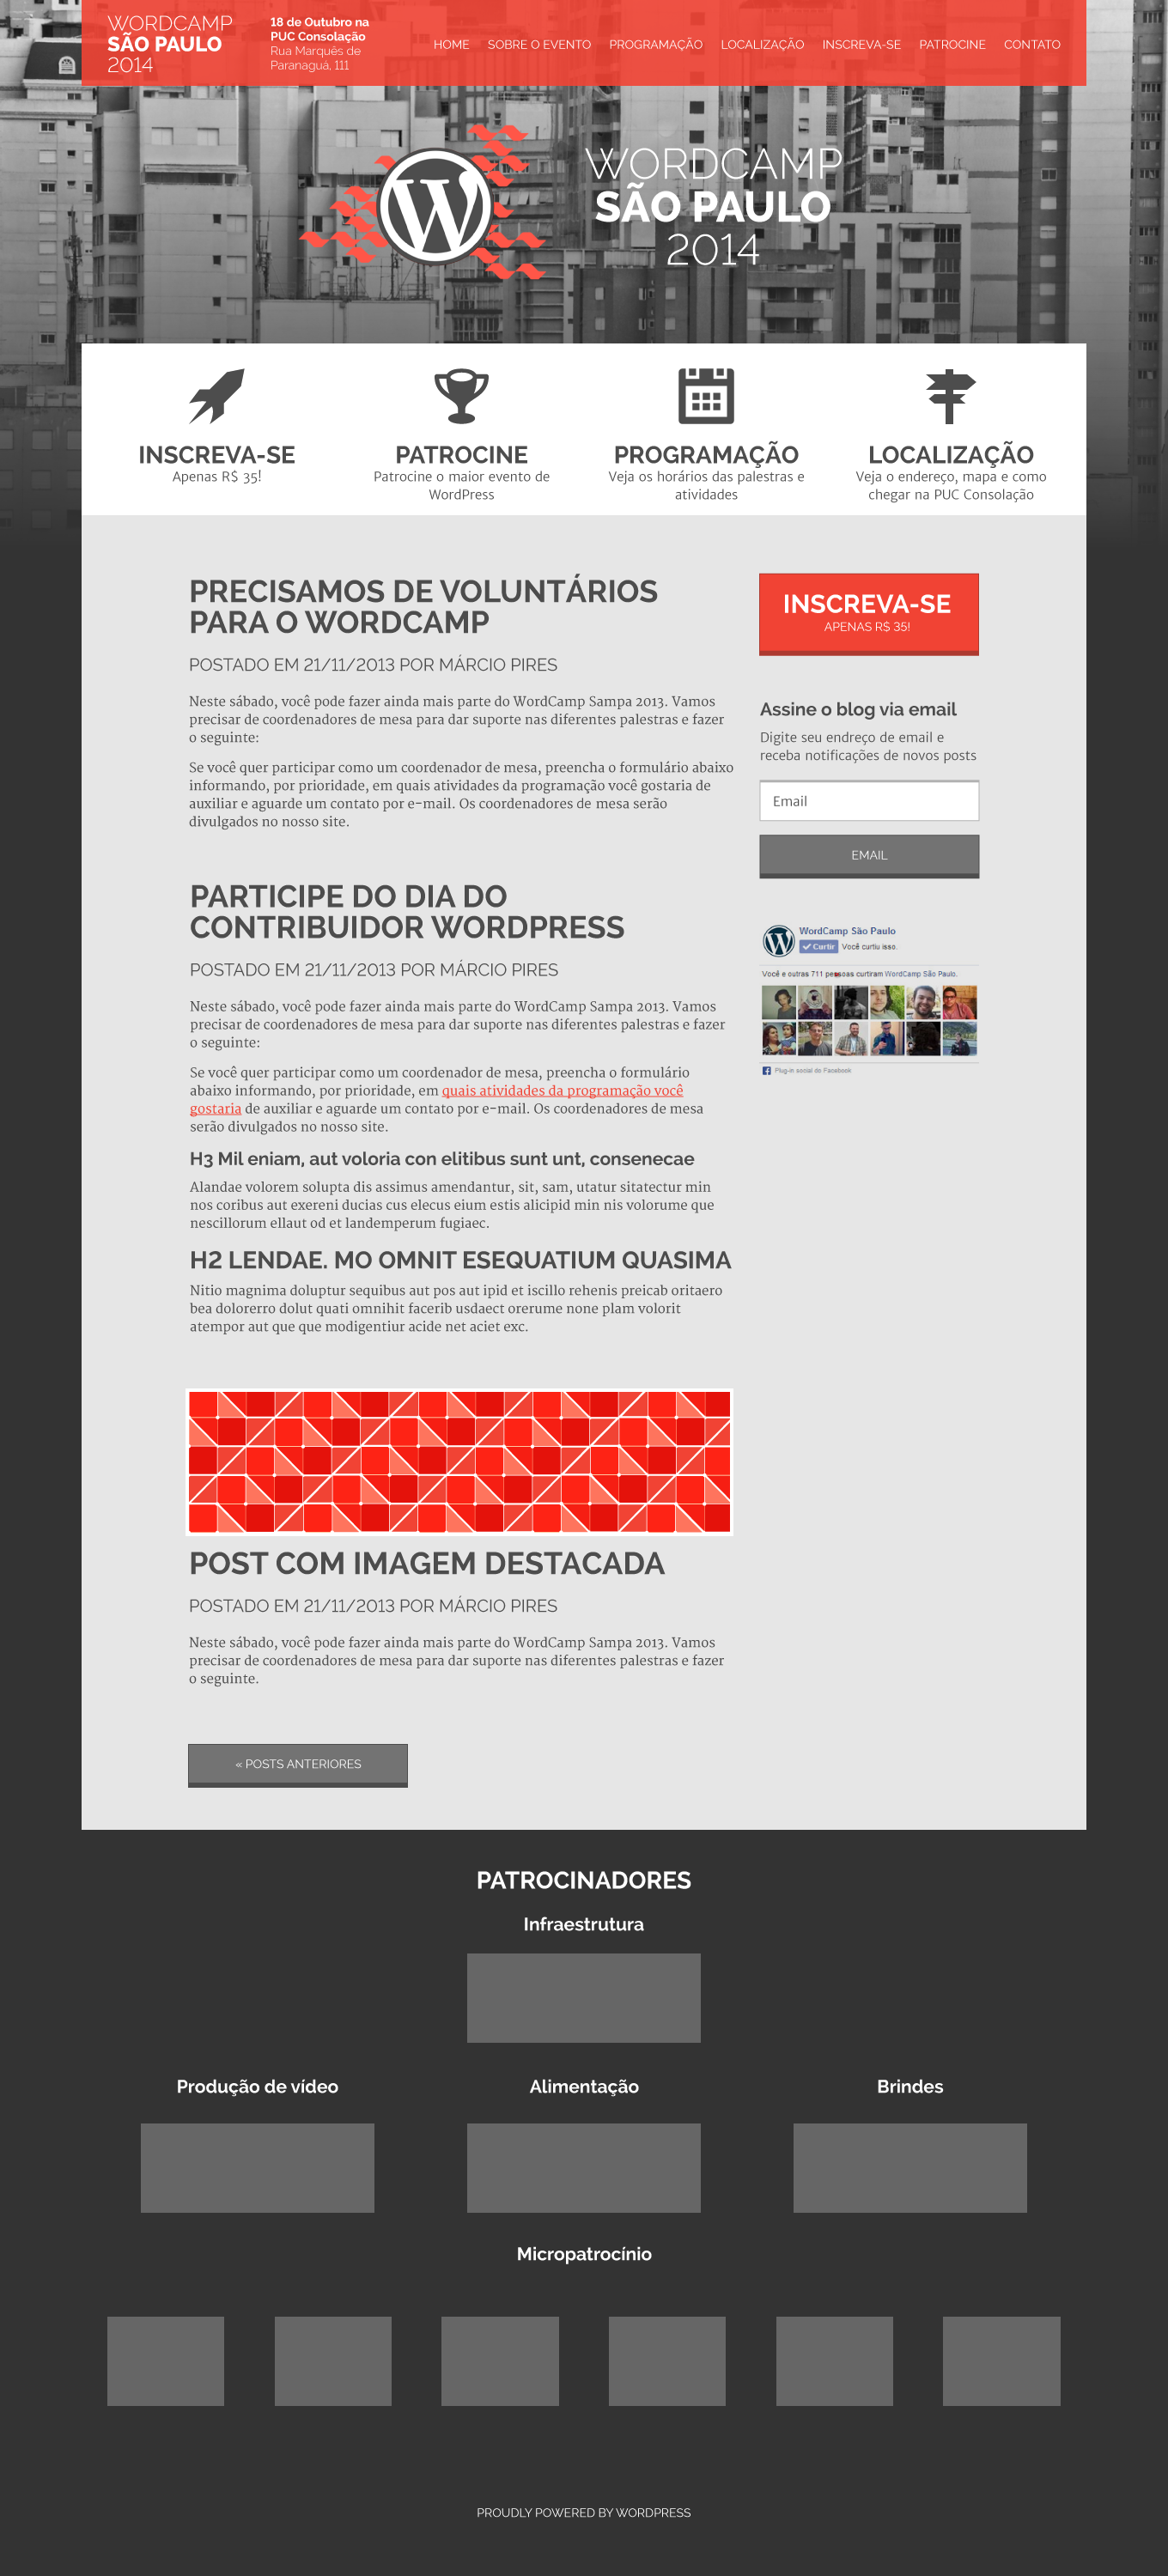 WORDCAMP
SÃO PAULO
2014
18 de Outubro na
PUC Consolação
Rua Marquês de
Paranaguá, 111
HOME SOBRE O EVENTO PROGRAMAÇÃO LOCALIZAÇÃO INSCREVA-SE PATROCINE CONTATO
WORDCAMP
SÃO PAULO
2014
INSCREVA-SE
Apenas R$ 35!
PATROCINE
Patrocine o maior evento de
WordPress
PROGRAMAÇÃO
Veja os horários das palestras e
atividades
LOCALIZAÇÃO
Veja o endereço, mapa e como
chegar na PUC Consolação
PRECISAMOS DE VOLUNTÁRIOS
PARA O WORDCAMP
POSTADO EM 21/11/2013 POR MÁRCIO PIRES
Neste sábado, você pode fazer ainda mais parte do WordCamp Sampa 2013. Vamos
precisar de coordenadores de mesa para dar suporte nas diferentes palestras e fazer
o seguinte:
Se você quer participar como um coordenador de mesa, preencha o formulário abaixo
informando, por prioridade, em quais atividades da programação você gostaria de
auxiliar e aguarde um contato por e-mail. Os coordenadores de mesa serão
divulgados no nosso site.
PARTICIPE DO DIA DO
CONTRIBUIDOR WORDPRESS
POSTADO EM 21/11/2013 POR MÁRCIO PIRES
Neste sábado, você pode fazer ainda mais parte do WordCamp Sampa 2013. Vamos
precisar de coordenadores de mesa para dar suporte nas diferentes palestras e fazer
o seguinte:
Se você quer participar como um coordenador de mesa, preencha o formulário
abaixo informando, por prioridade, em quais atividades da programação você
gostaria de auxiliar e aguarde um contato por e-mail. Os coordenadores de mesa
serão divulgados no nosso site.
H3 Mil eniam, aut voloria con elitibus sunt unt, consenecae
Alandae volorem solupta dis assimus amendantur, sit, sam, utatur sitatectur min
nos coribus aut exereni ducias cus elecus eium estis alicipid min nis volorume que
nescillorum ellaut od et landemperum fugiaec.
H2 LENDAE. MO OMNIT ESEQUATIUM QUASIMA
Nitio magnima doluptur sequibus aut pos aut ipid et iscillo rehenis preicab oritaero
bea dolorerro dolut quati omnihit facerib usdaect orerume none plam volorit
atempor aut que que modigentiur acide net aciet exc.
POST COM IMAGEM DESTACADA
POSTADO EM 21/11/2013 POR MÁRCIO PIRES
Neste sábado, você pode fazer ainda mais parte do WordCamp Sampa 2013. Vamos
precisar de coordenadores de mesa para dar suporte nas diferentes palestras e fazer
o seguinte.
« POSTS ANTERIORES
INSCREVA-SE
APENAS R$ 35!
Assine o blog via email
Digite seu endreço de email e
receba notificações de novos posts
Email
EMAIL
WordCamp São Paulo
Curtir Você curtiu isso.
Você e outras 711 pessoas curtiram WordCamp São Paulo.
Plug-in social do Facebook
PATROCINADORES
Infraestrutura
Produção de vídeo
Alimentação
Brindes
Micropatrocínio
PROUDLY POWERED BY WORDPRESS